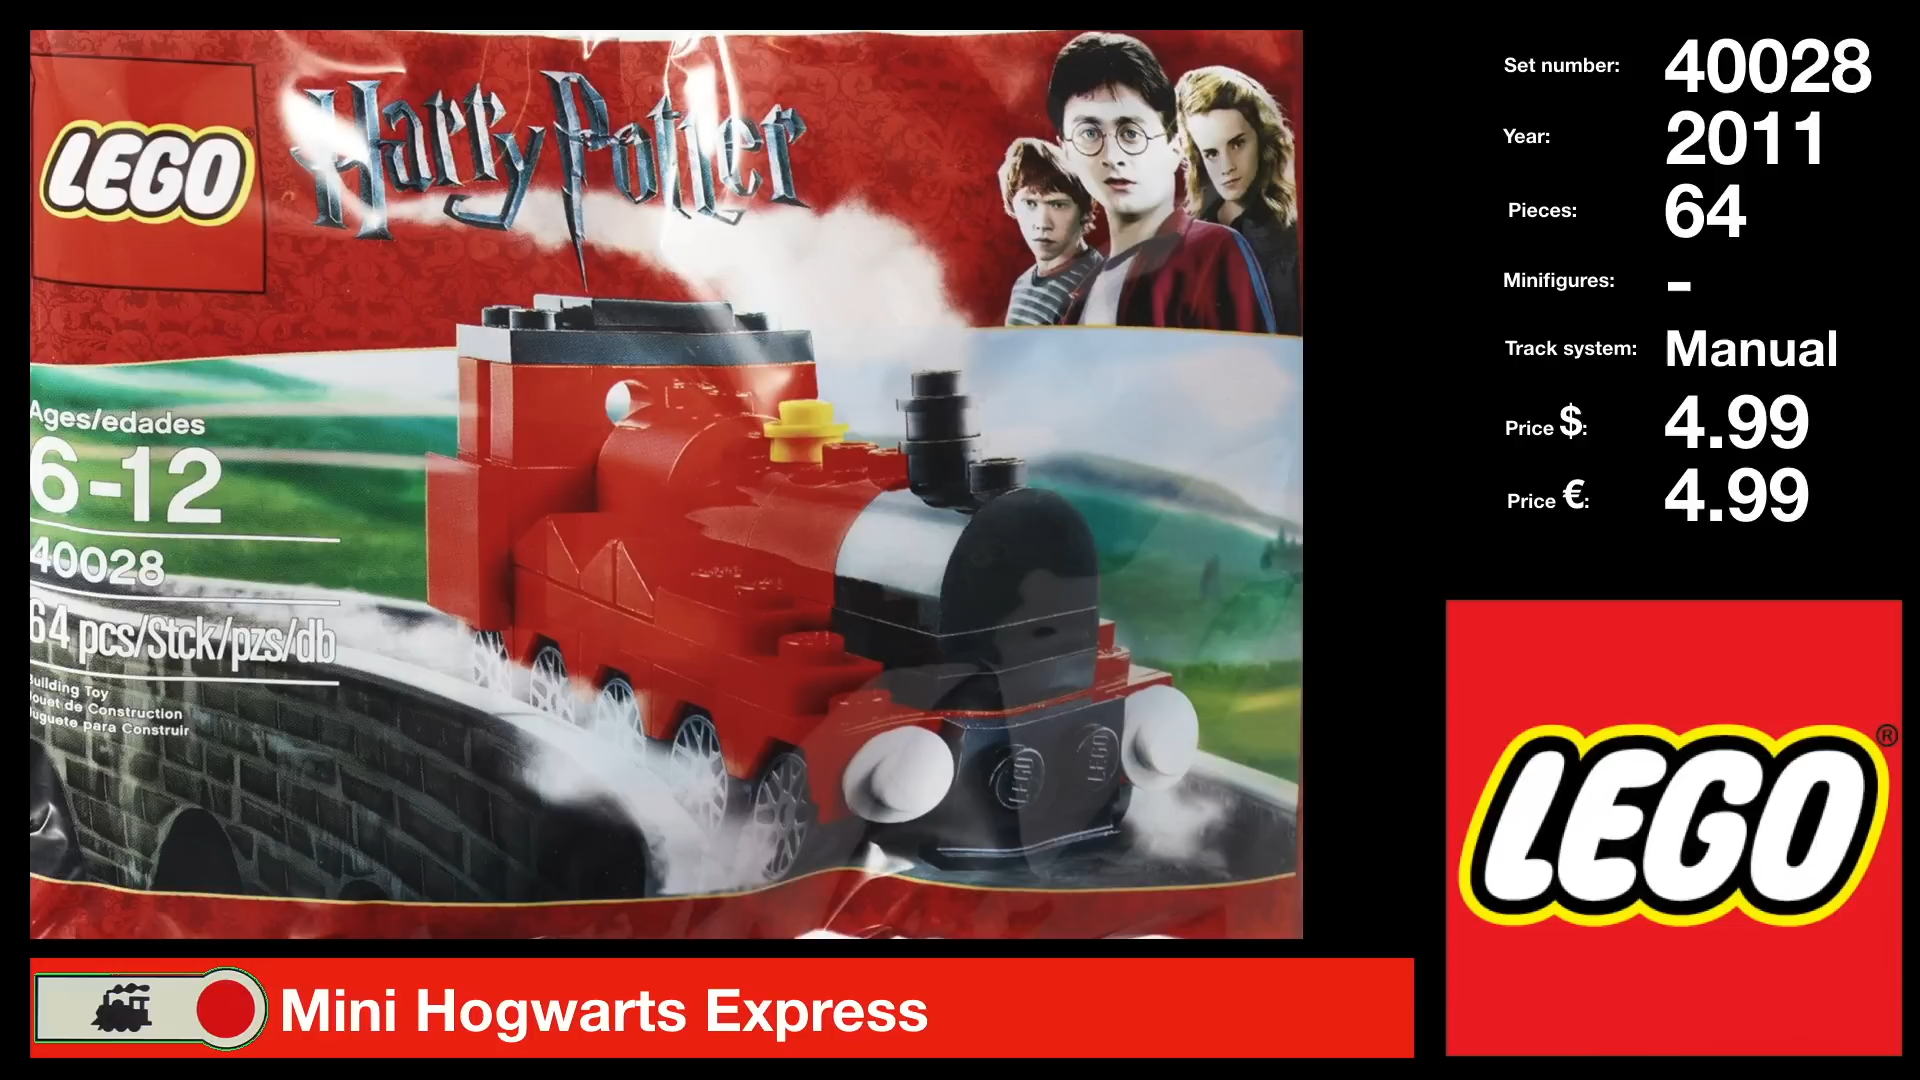 LEGO
Harry Potter
Ages/edades
6-12
40028
64 pcs/Stck/pzs/db
Building Toy
Jouet de Construction
Juguete para Construir
LEGO LEGO
Set number: 40028
Year: 2011
Pieces: 64
Minifigures: -
Track system: Manual
Price $: 4.99
Price €: 4.99
LEGO®
Mini Hogwarts Express